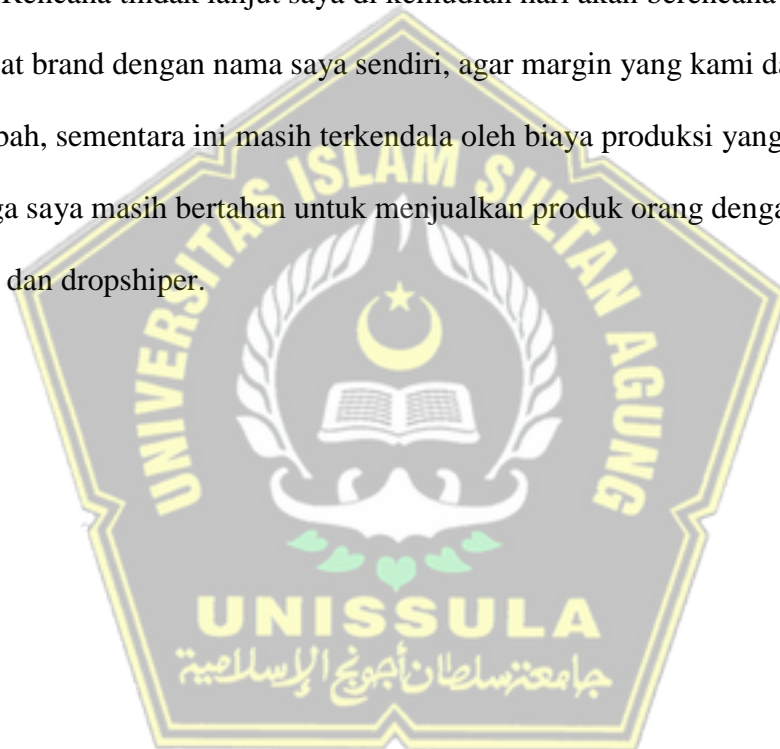 Rencana tindak lanjut saya di kemudian hari akan berencana
at brand dengan nama saya sendiri, agar margin yang kami da
bah, sementara ini masih terkendala oleh biaya produksi yang
ga saya masih bertahan untuk menjualkan produk orang denga
dan dropshiper.
UNIVERSITAS ISLAM SULTAN AGUNG
UNISSULA
جامعة سلطان أجونج الإسلامية